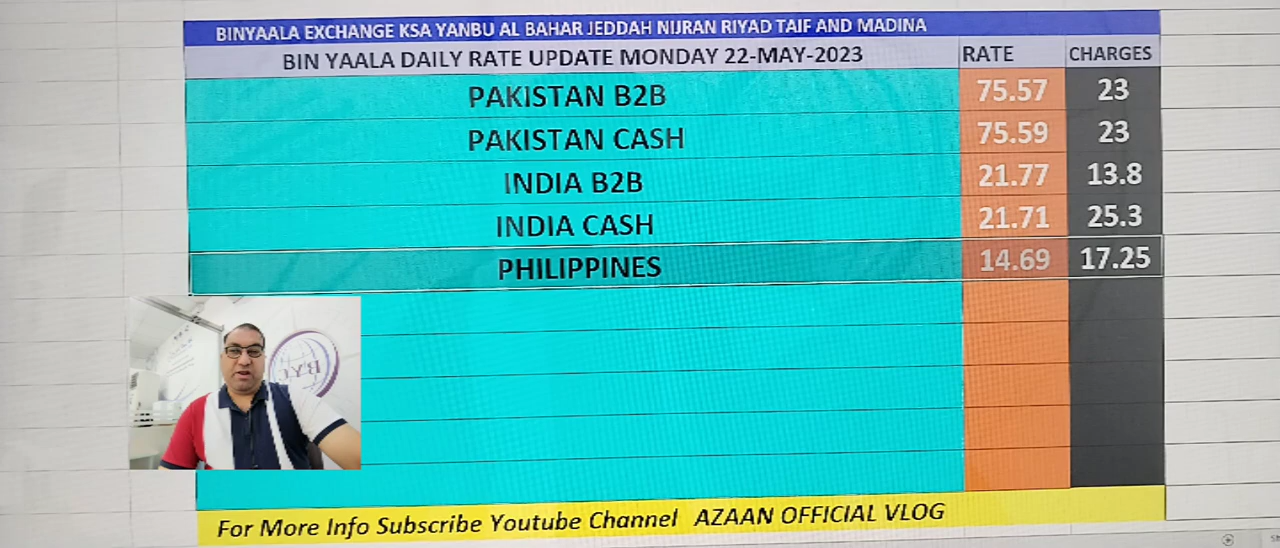 BINYAALA EXCHANGE KSA YANBU AL BAHAR JEDDAH NIJRAN RIYAD TAIF AND MADINA
BIN YAALA DAILY RATE UPDATE MONDAY 22-MAY-2023 RATE CHARGES
PAKISTAN B2B 75.57 23
PAKISTAN CASH 75.59 23
INDIA B2B 21.77 13.8
INDIA CASH 21.71 25.3
PHILIPPINES 14.69 17.25
BYC
For More Info Subscribe Youtube Channel AZAAN OFFICIAL VLOG